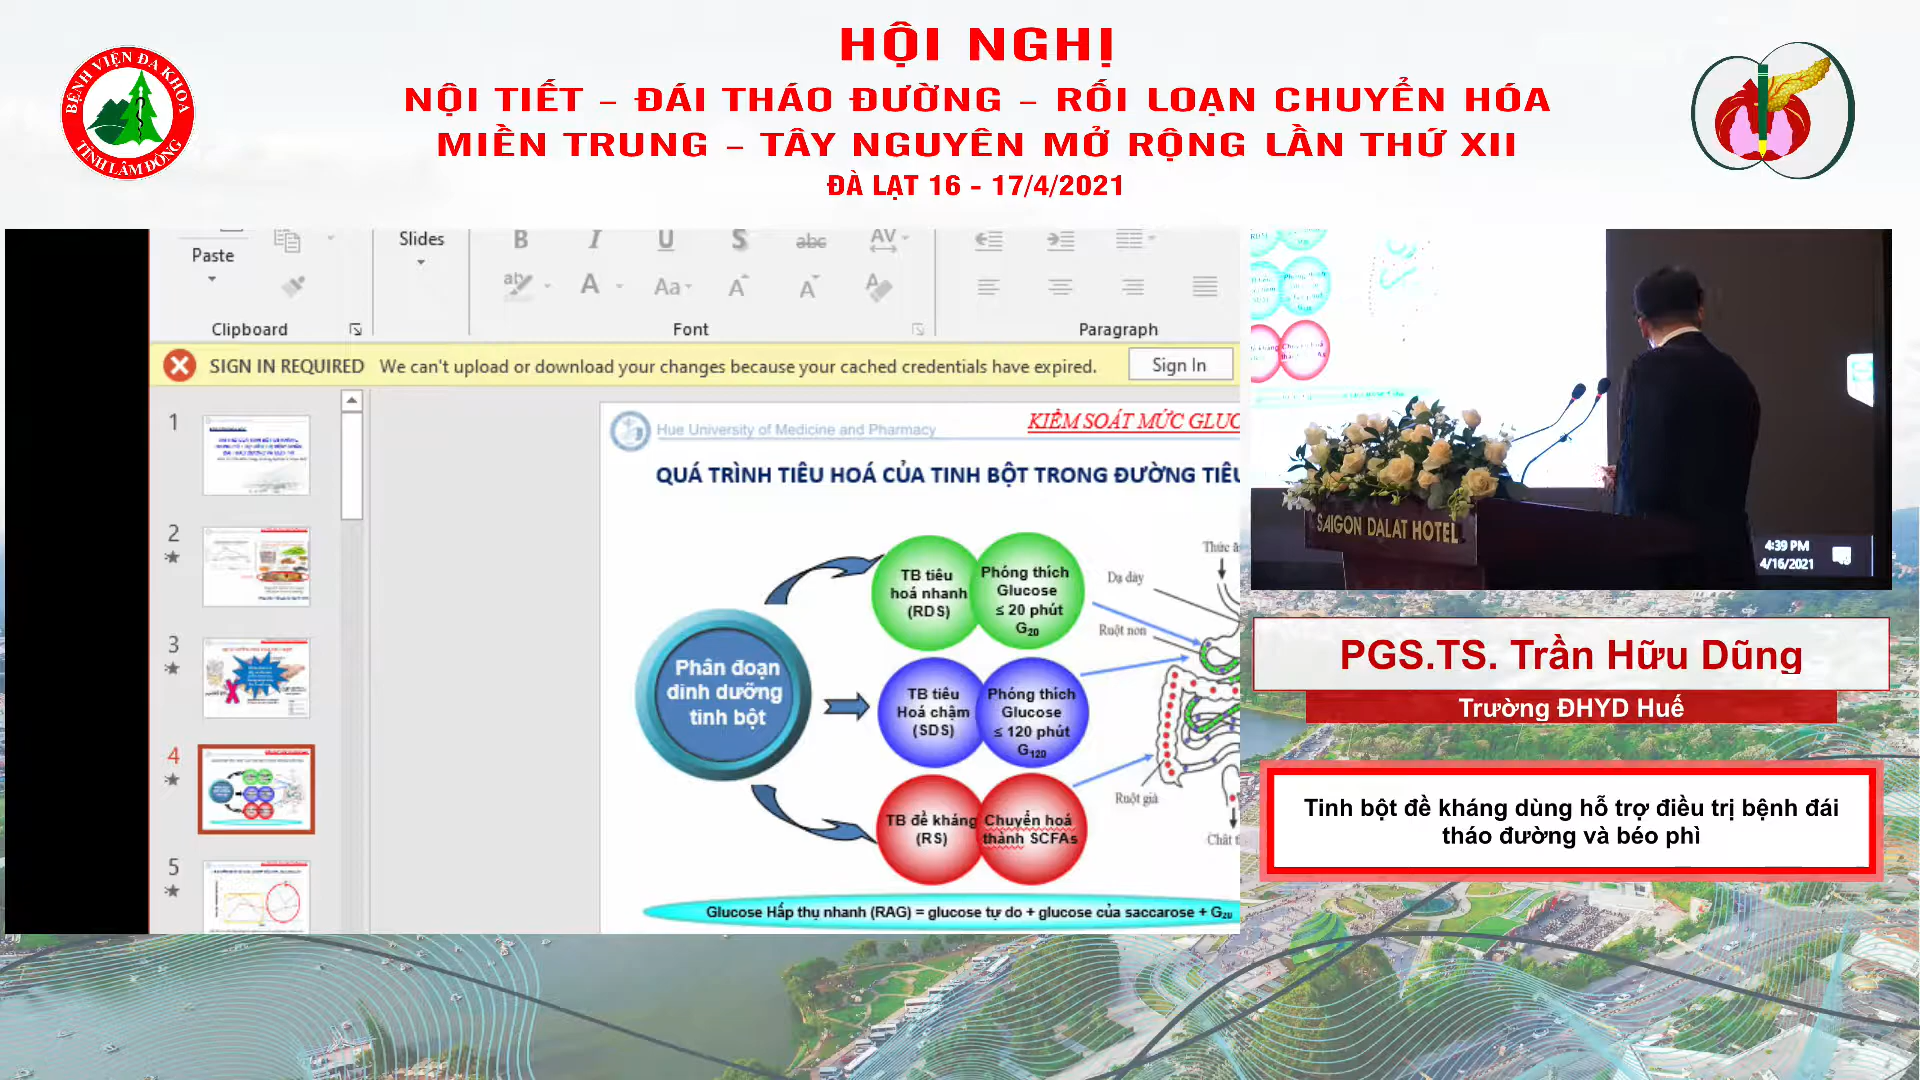 HỘI NGHỊ
NỘI TIẾT – ĐÁI THÁO ĐƯỜNG – RỐI LOẠN CHUYỂN HÓA
MIỀN TRUNG – TÂY NGUYÊN MỞ RỘNG LẦN THỨ XII
ĐÀ LẠT 16 - 17/4/2021
BỆNH VIỆN ĐA KHOA
TỈNH LÂM ĐỒNG
Paste
Slides
B I U S abc AV
aby A Aa A A A
Clipboard
Font
Paragraph
SIGN IN REQUIRED We can't upload or download your changes because your cached credentials have expired.
Sign In
1
2
3
4
5
Hue University of Medicine and Pharmacy
KIỂM SOÁT MỨC GLUC
QUÁ TRÌNH TIÊU HOÁ CỦA TINH BỘT TRONG ĐƯỜNG TIÊU
Phân đoạn
dinh dưỡng
tinh bột
TB tiêu
hoá nhanh
(RDS)
Phóng thích
Glucose
≤ 20 phút
G20
TB tiêu
Hoá chậm
(SDS)
Phóng thích
Glucose
≤ 120 phút
G120
TB đề kháng
(RS)
Chuyển hoá
thành SCFAs
Thức ă
Dạ dày
Ruột non
Ruột già
Chất t
Glucose Hấp thụ nhanh (RAG) = glucose tự do + glucose của saccarose + G20
SAIGON DALAT HOTEL
4:39 PM
4/16/2021
PGS.TS. Trần Hữu Dũng
Trường ĐHYD Huế
Tinh bột đề kháng dùng hỗ trợ điều trị bệnh đái
tháo đường và béo phì